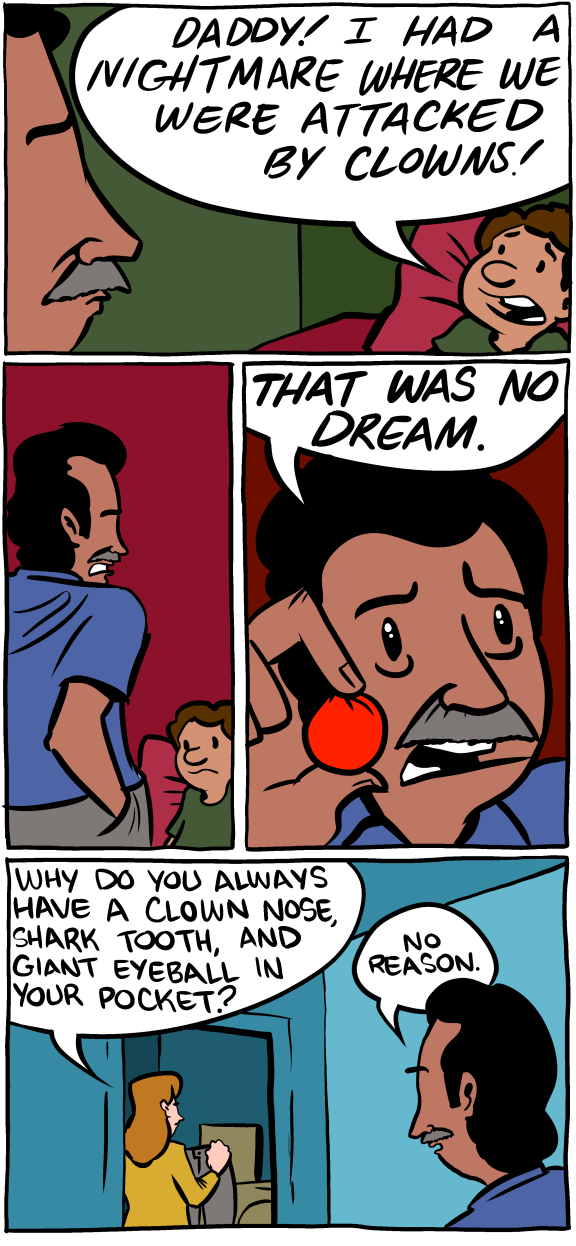 DADDY! I HAD A
NIGHTMARE WHERE WE
WERE ATTACKED
BY CLOWNS!
THAT WAS NO
DREAM.
WHY DO YOU ALWAYS
HAVE A CLOWN NOSE,
SHARK TOOTH, AND
GIANT EYEBALL IN
YOUR POCKET?
NO
REASON.